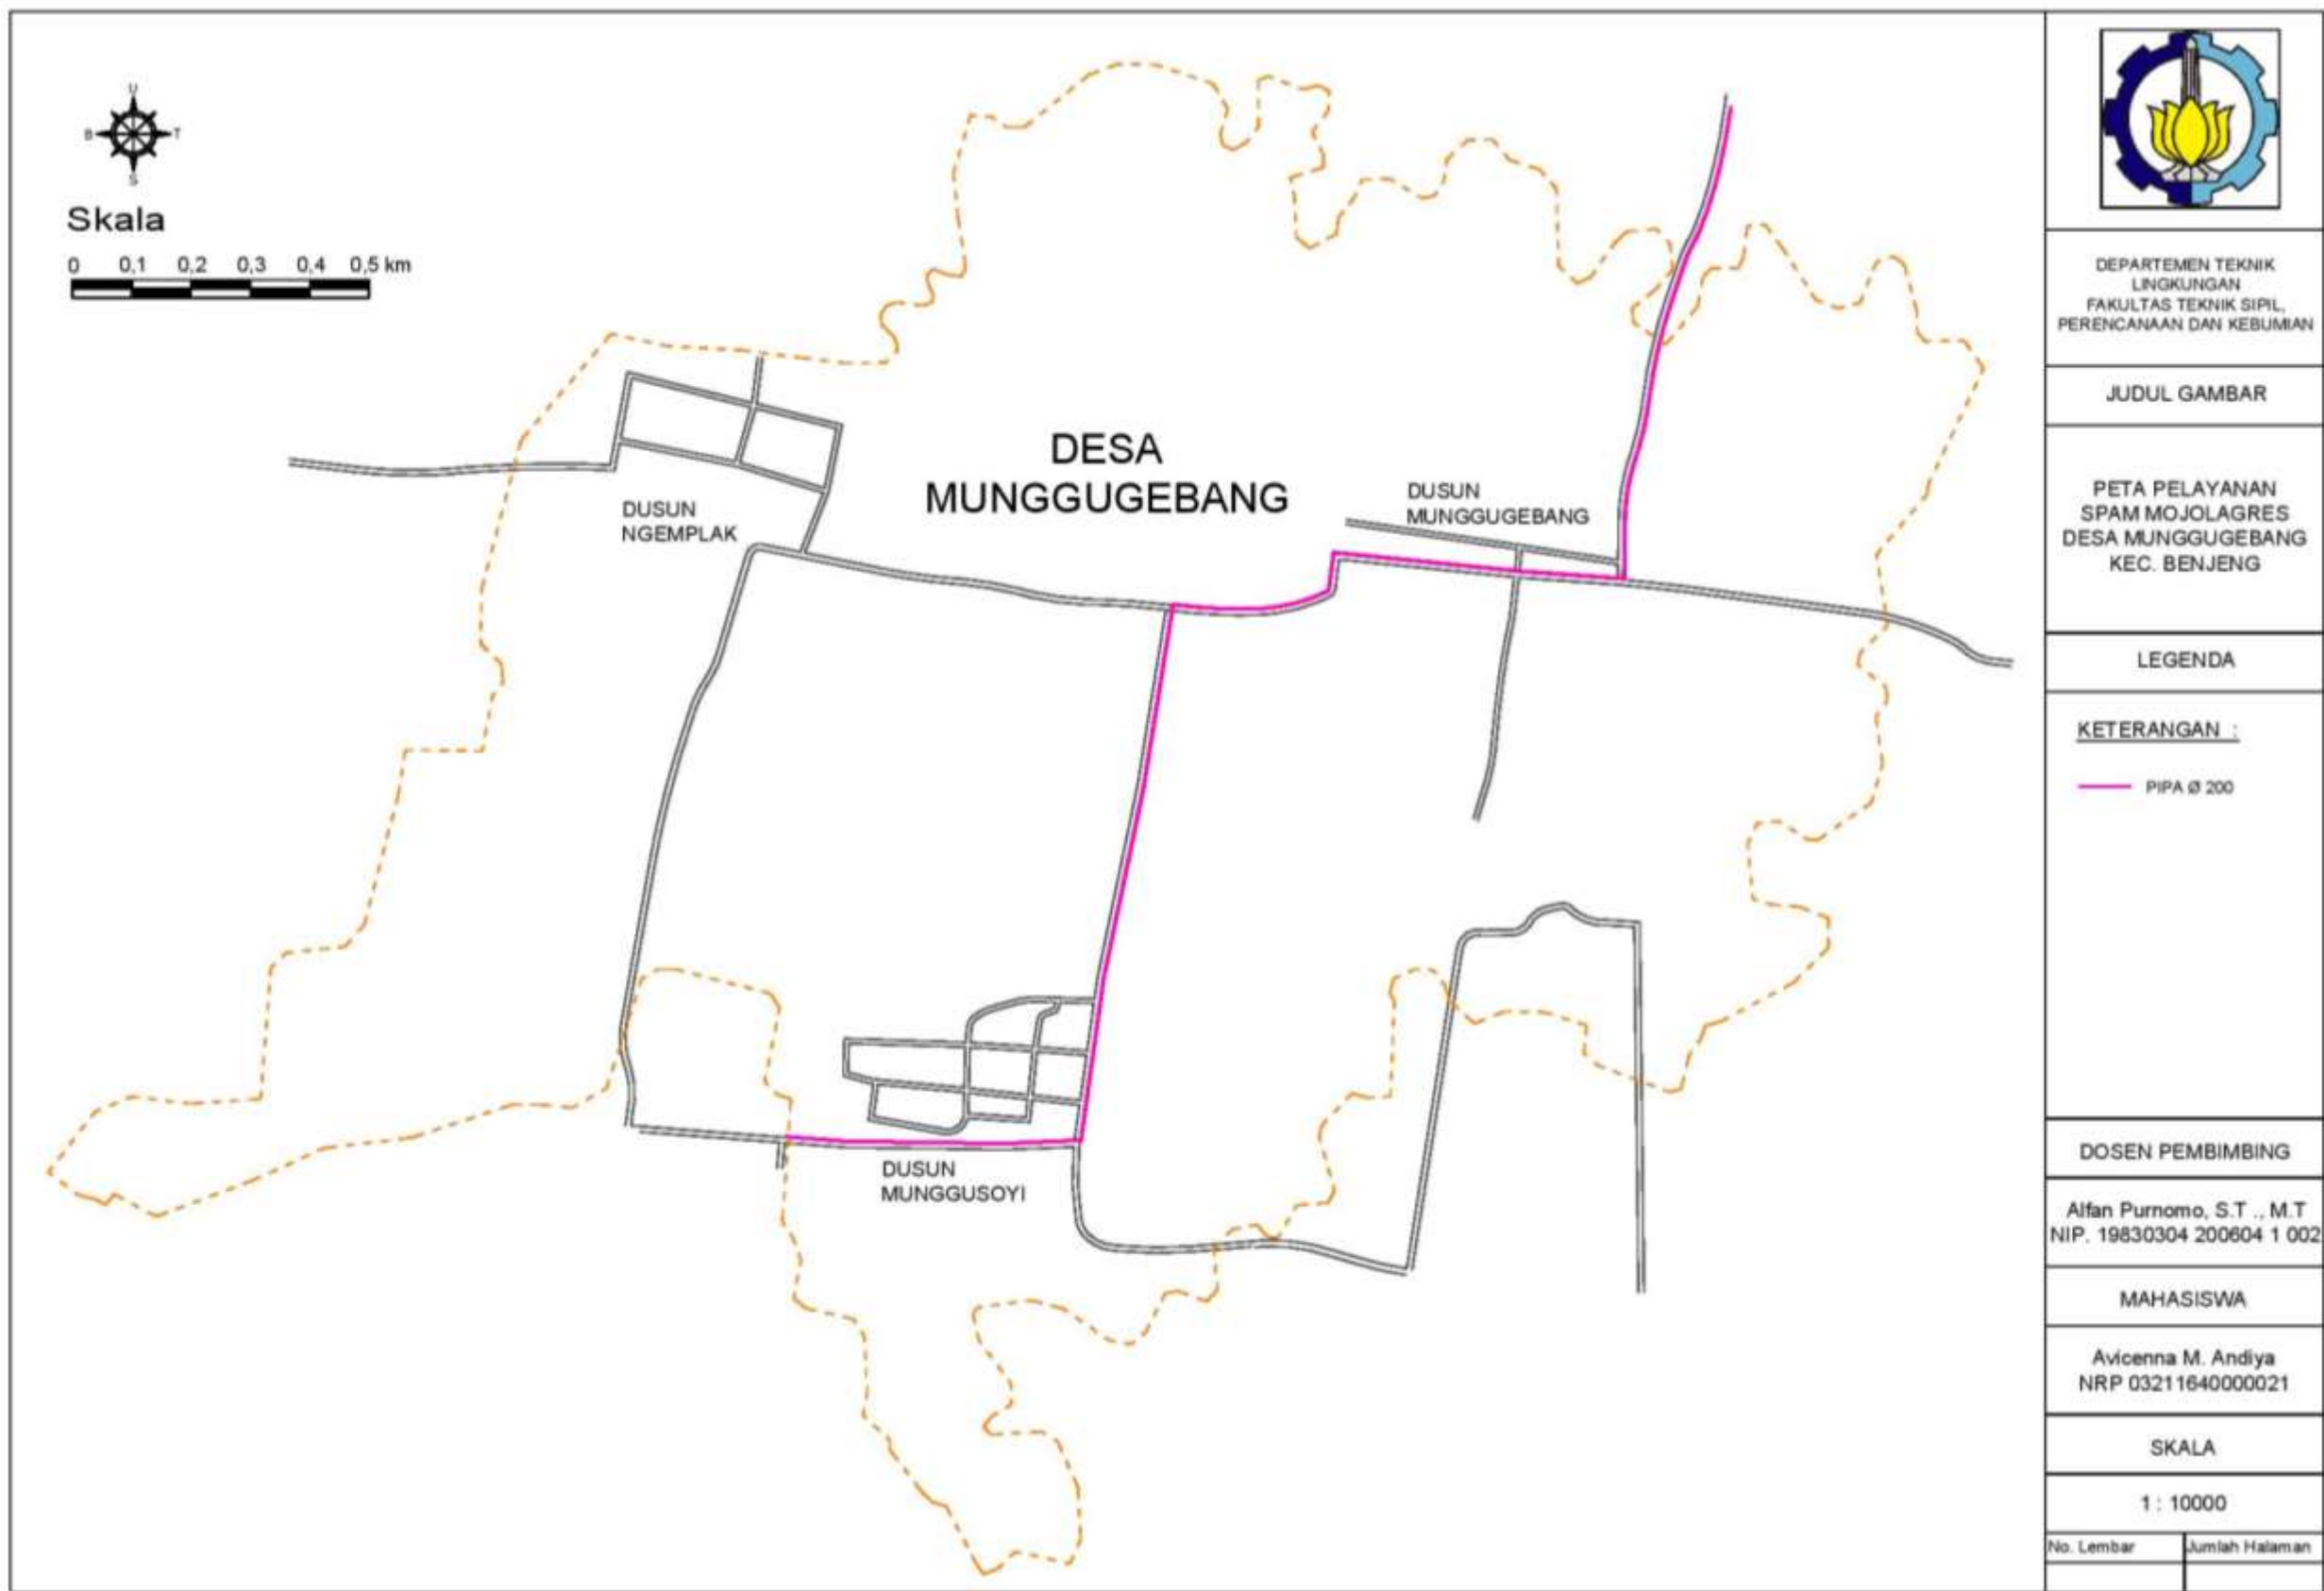 U
B
T
S
Skala
0 0,1 0,2 0,3 0,4 0,5 km
DESA
MUNGGUGEBANG
DUSUN
NGEMPLAK
DUSUN
MUNGGUGEBANG
DUSUN
MUNGGUSOYI
DEPARTEMEN TEKNIK
LINGKUNGAN
FAKULTAS TEKNIK SIPIL,
PERENCANAAN DAN KEBUMIAN
JUDUL GAMBAR
PETA PELAYANAN
SPAM MOJOLAGRES
DESA MUNGGUGEBANG
KEC. BENJENG
LEGENDA
KETERANGAN :
PIPA Ø 200
DOSEN PEMBIMBING
Alfan Purnomo, S.T ., M.T
NIP. 19830304 200604 1 002
MAHASISWA
Avicenna M. Andiya
NRP 03211640000021
SKALA
1 : 10000
No. Lembar
Jumlah Halaman